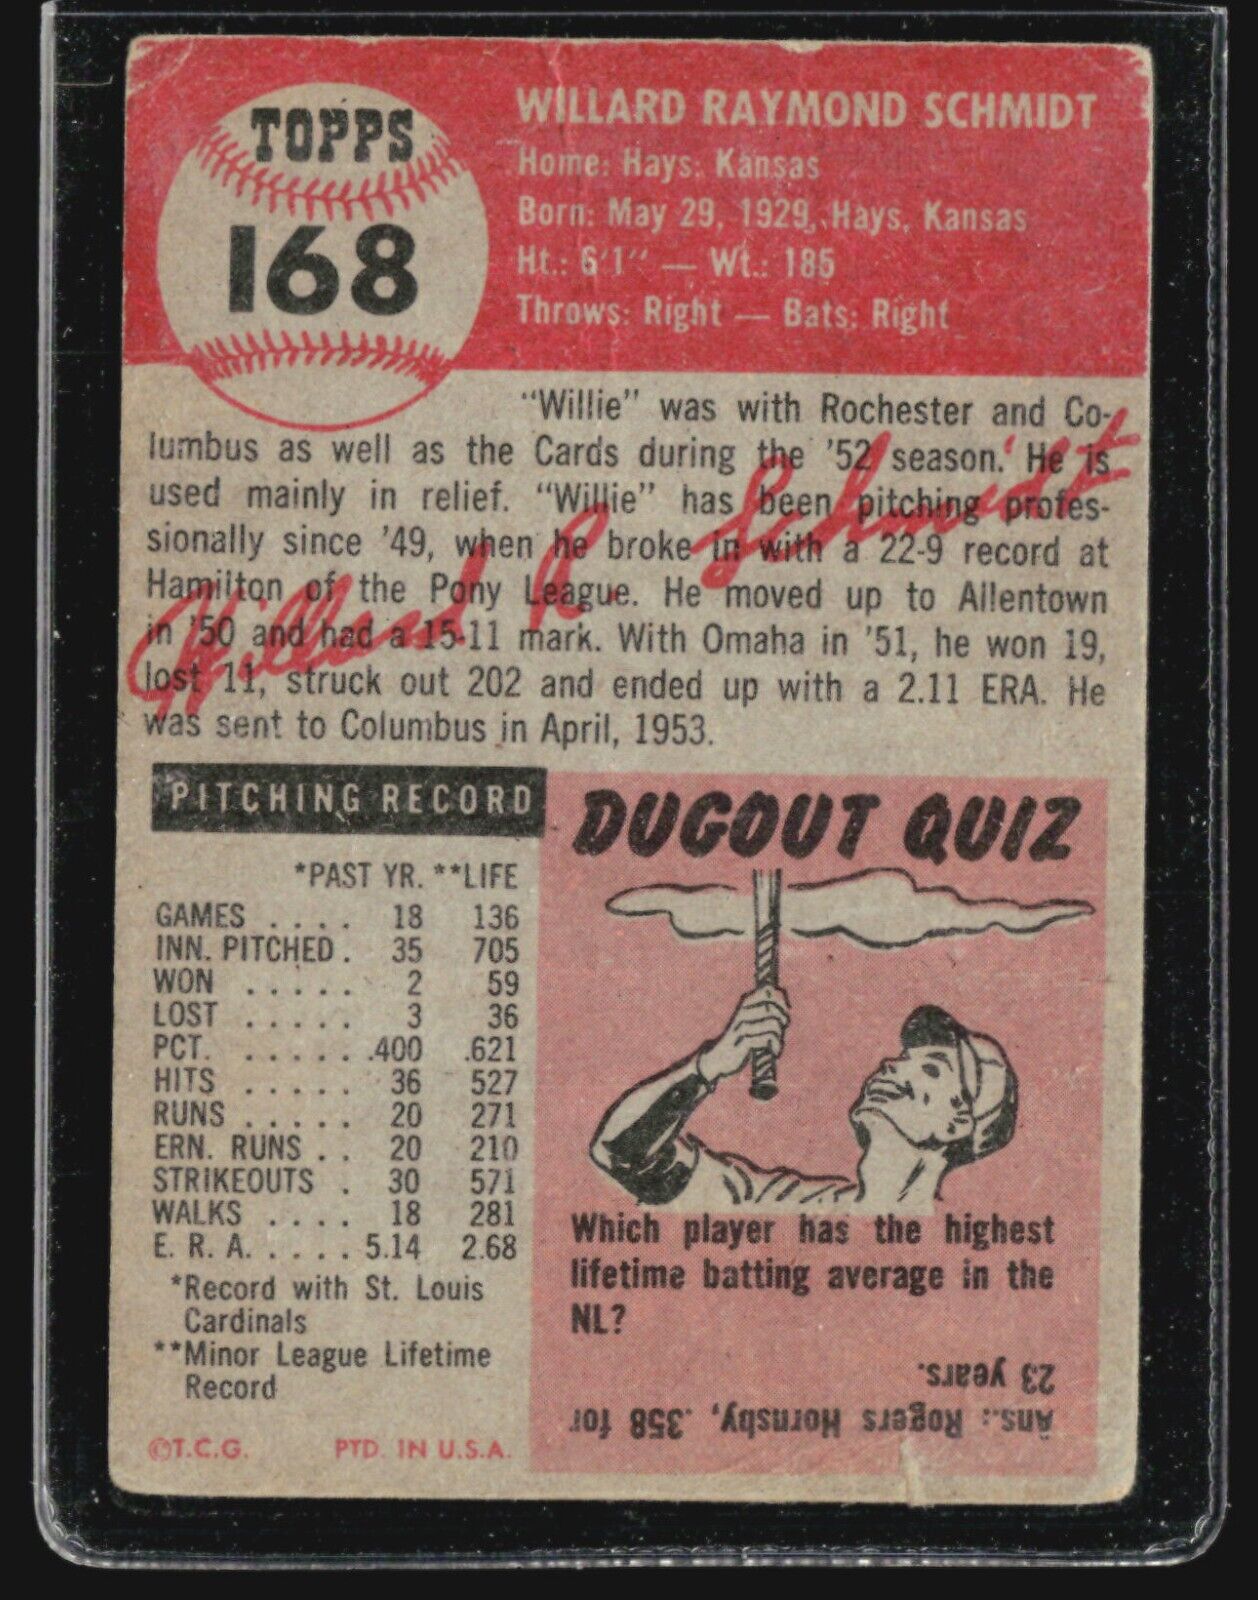 TOPPS
168
WILLARD RAYMOND SCHMIDT
Home: Hays, Kansas
Born: May 29, 1929, Hays, Kansas
Ht.: 6'1" — Wt.: 185
Throws: Right — Bats: Right
"Willie" was with Rochester and Co-
lumbus as well as the Cards during the '52 season. He is
used mainly in relief. "Willie" has been pitching profes-
sionally since '49, when he broke in with a 22-9 record at
Hamilton of the Pony League. He moved up to Allentown
in '50 and had a 15-11 mark. With Omaha in '51, he won 19,
lost 11, struck out 202 and ended up with a 2.11 ERA. He
was sent to Columbus in April, 1953.
Willard R. Schmidt
PITCHING RECORD
*PAST YR. **LIFE
GAMES . . . . 18 136
INN. PITCHED . 35 705
WON . . . . . 2 59
LOST . . . . . 3 36
PCT. . . . . . .400 .621
HITS . . . . . 36 527
RUNS . . . . . 20 271
ERN. RUNS . . 20 210
STRIKEOUTS . 30 571
WALKS . . . . 18 281
E. R. A. . . . . 5.14 2.68
*Record with St. Louis
Cardinals
**Minor League Lifetime
Record
©T.C.G. PTD. IN U.S.A.
DUGOUT QUIZ
Which player has the highest
lifetime batting average in the
NL?
Ans.: Rogers Hornsby, .358 for
23 years.